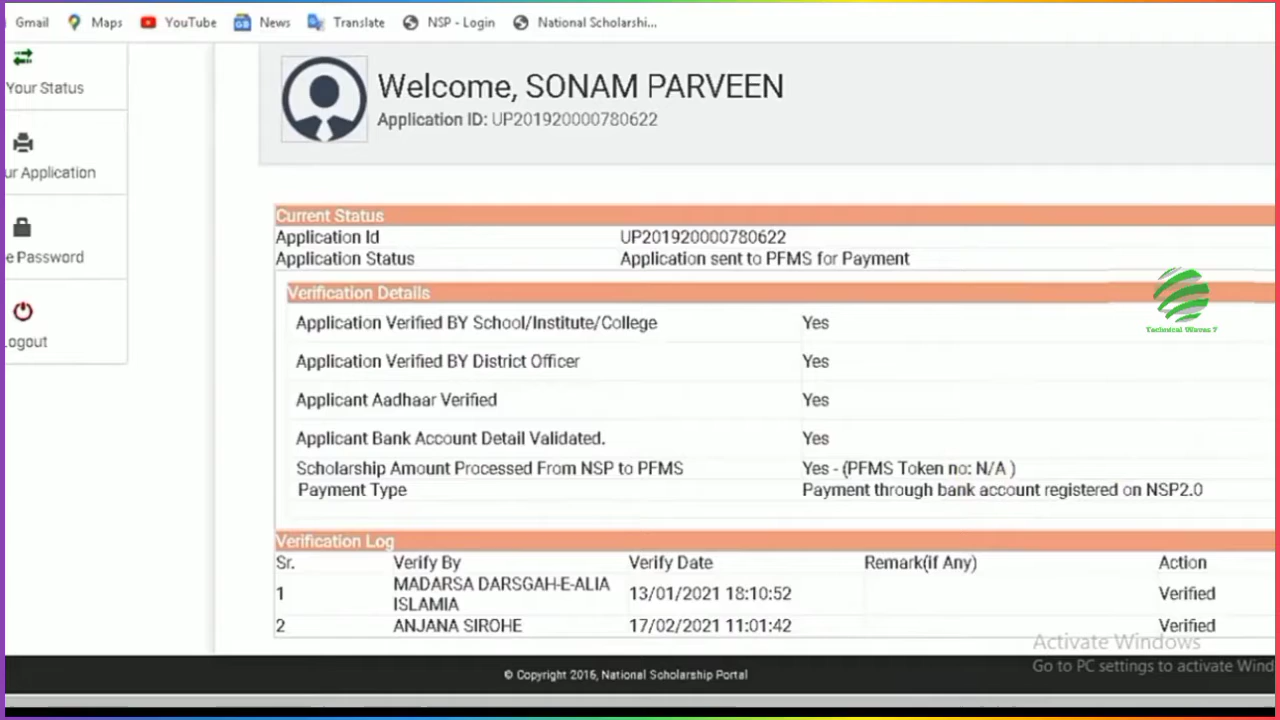 Gmail Maps YouTube News Translate NSP - Login National Scholarshi...
Your Status
ur Application
e Password
ogout
Welcome, SONAM PARVEEN
Application ID: UP201920000780622
Current Status
Application Id UP201920000780622
Application Status Application sent to PFMS for Payment
Verification Details
Application Verified BY School/Institute/College Yes
Application Verified BY District Officer Yes
Applicant Aadhaar Verified Yes
Applicant Bank Account Detail Validated. Yes
Scholarship Amount Processed From NSP to PFMS Yes - (PFMS Token no: N/A )
Payment Type Payment through bank account registered on NSP2.0
Verification Log
Sr. Verify By Verify Date Remark(if Any) Action
1 MADARSA DARSGAH-E-ALIA ISLAMIA 13/01/2021 18:10:52 Verified
2 ANJANA SIROHE 17/02/2021 11:01:42 Verified
Technical
Activate Windows
Go to PC settings to activate Wind
© Copyright 2016, National Scholarship Portal